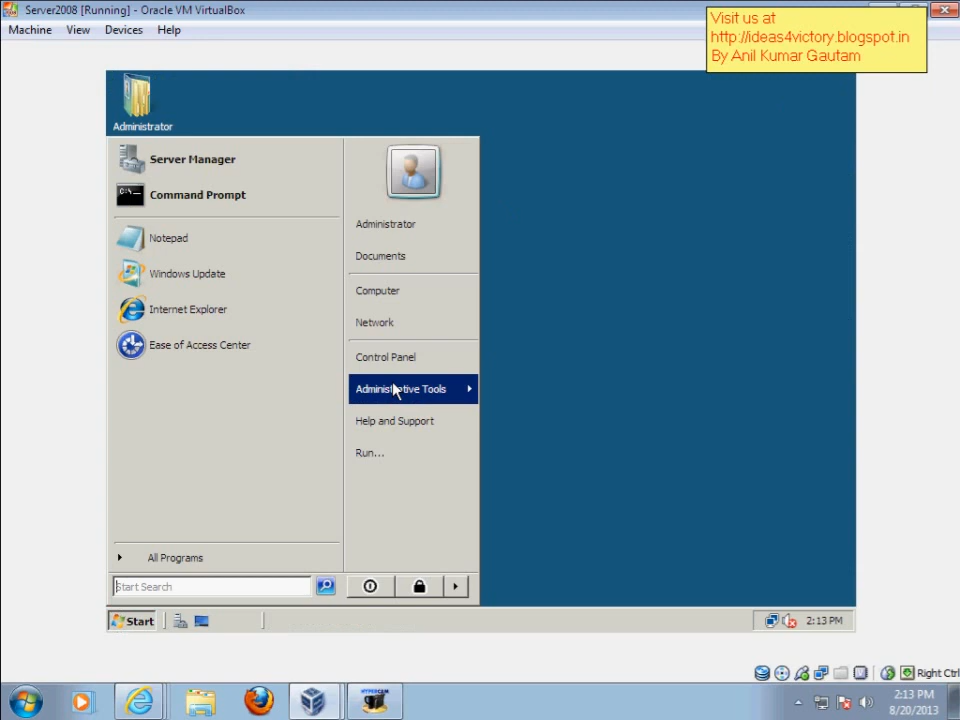 Server2008 [Running] - Oracle VM VirtualBox
Machine View Devices Help
Visit us at
http://ideas4victory.blogspot.in
By Anil Kumar Gautam
Administrator
Server Manager
Command Prompt
Notepad
Windows Update
Internet Explorer
Ease of Access Center
All Programs
Start Search
Administrator
Documents
Computer
Network
Control Panel
Administrative Tools
Help and Support
Run...
Start
2:13 PM
Right Ctrl
HYPERCAM
2:13 PM
8/20/2013